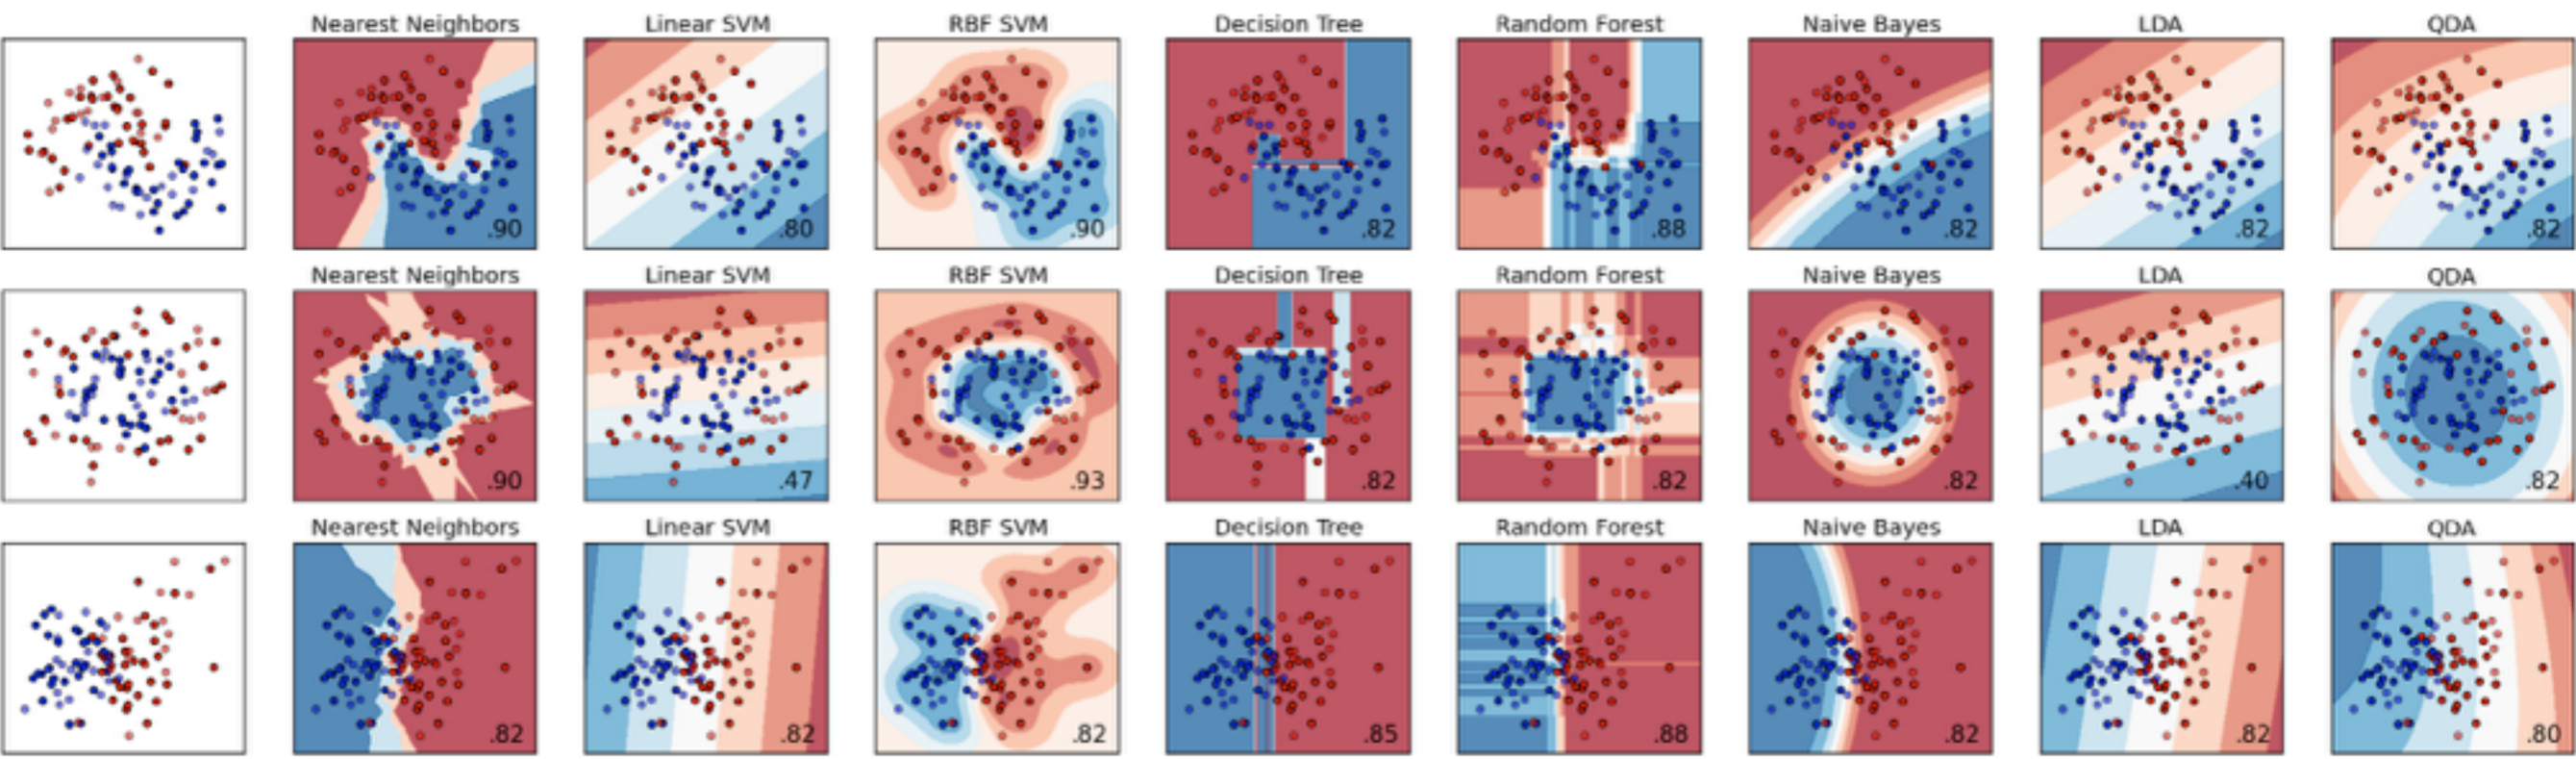 Nearest Neighbors Linear SVM RBF SVM Decision Tree Random Forest Naive Bayes LDA QDA
.90 .80 .90 .82 .88 .82 .82 .82
Nearest Neighbors Linear SVM RBF SVM Decision Tree Random Forest Naive Bayes LDA QDA
.90 .47 .93 .82 .82 .82 .40 .82
Nearest Neighbors Linear SVM RBF SVM Decision Tree Random Forest Naive Bayes LDA QDA
.82 .82 .82 .85 .88 .82 .82 .80